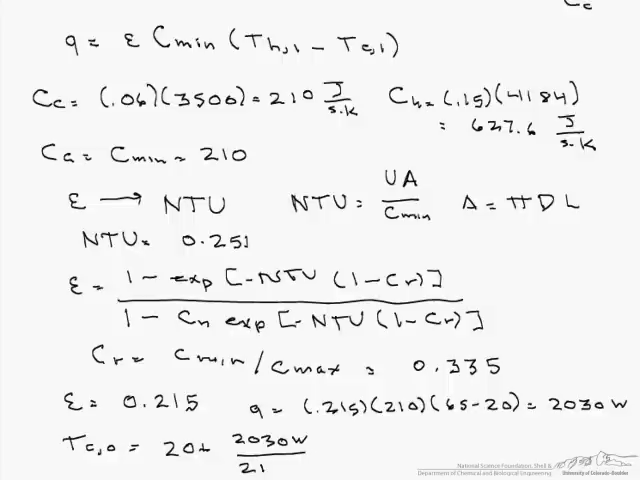 Cc
q = ε Cmin (Th,i - Tc,i)
Cc = (.06)(3500) = 210 J/s.K Ch = (.15)(4184)
= 627.6 J/s.K
Cc = Cmin = 210
ε → NTU NTU = UA/Cmin A = πDL
NTU = 0.251
ε = 1 - exp[-NTU (1-Cr)]
1 - Cr exp[-NTU (1-Cr)]
Cr = Cmin/Cmax = 0.335
ε = 0.215 q = (.215)(210)(65-20) = 2030 W
Tc,o = 20 + 2030W
21
National Science Foundation, Shell &
Department of Chemical and Biological Engineering University of Colorado-Boulder